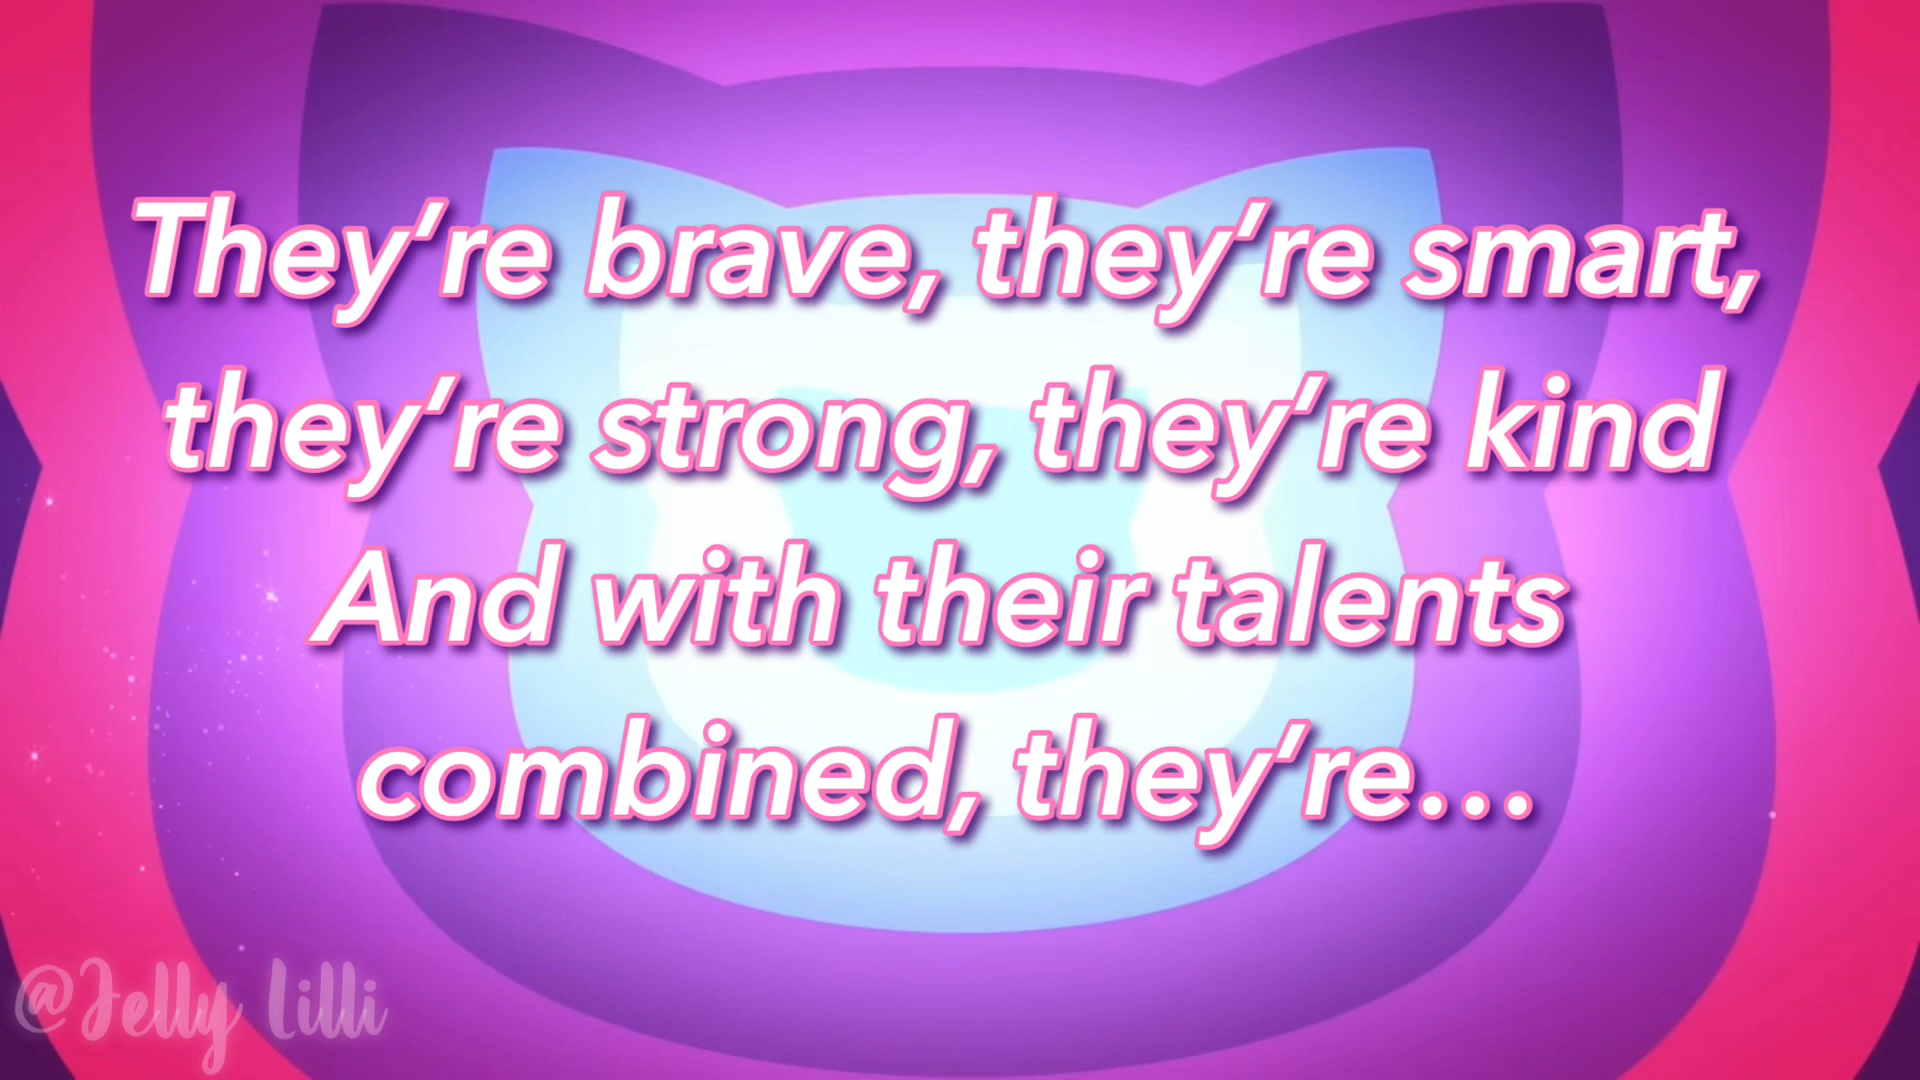 They’re brave, they’re smart,
they’re strong, they’re kind
And with their talents
combined, they’re...
@Jelly Lilli